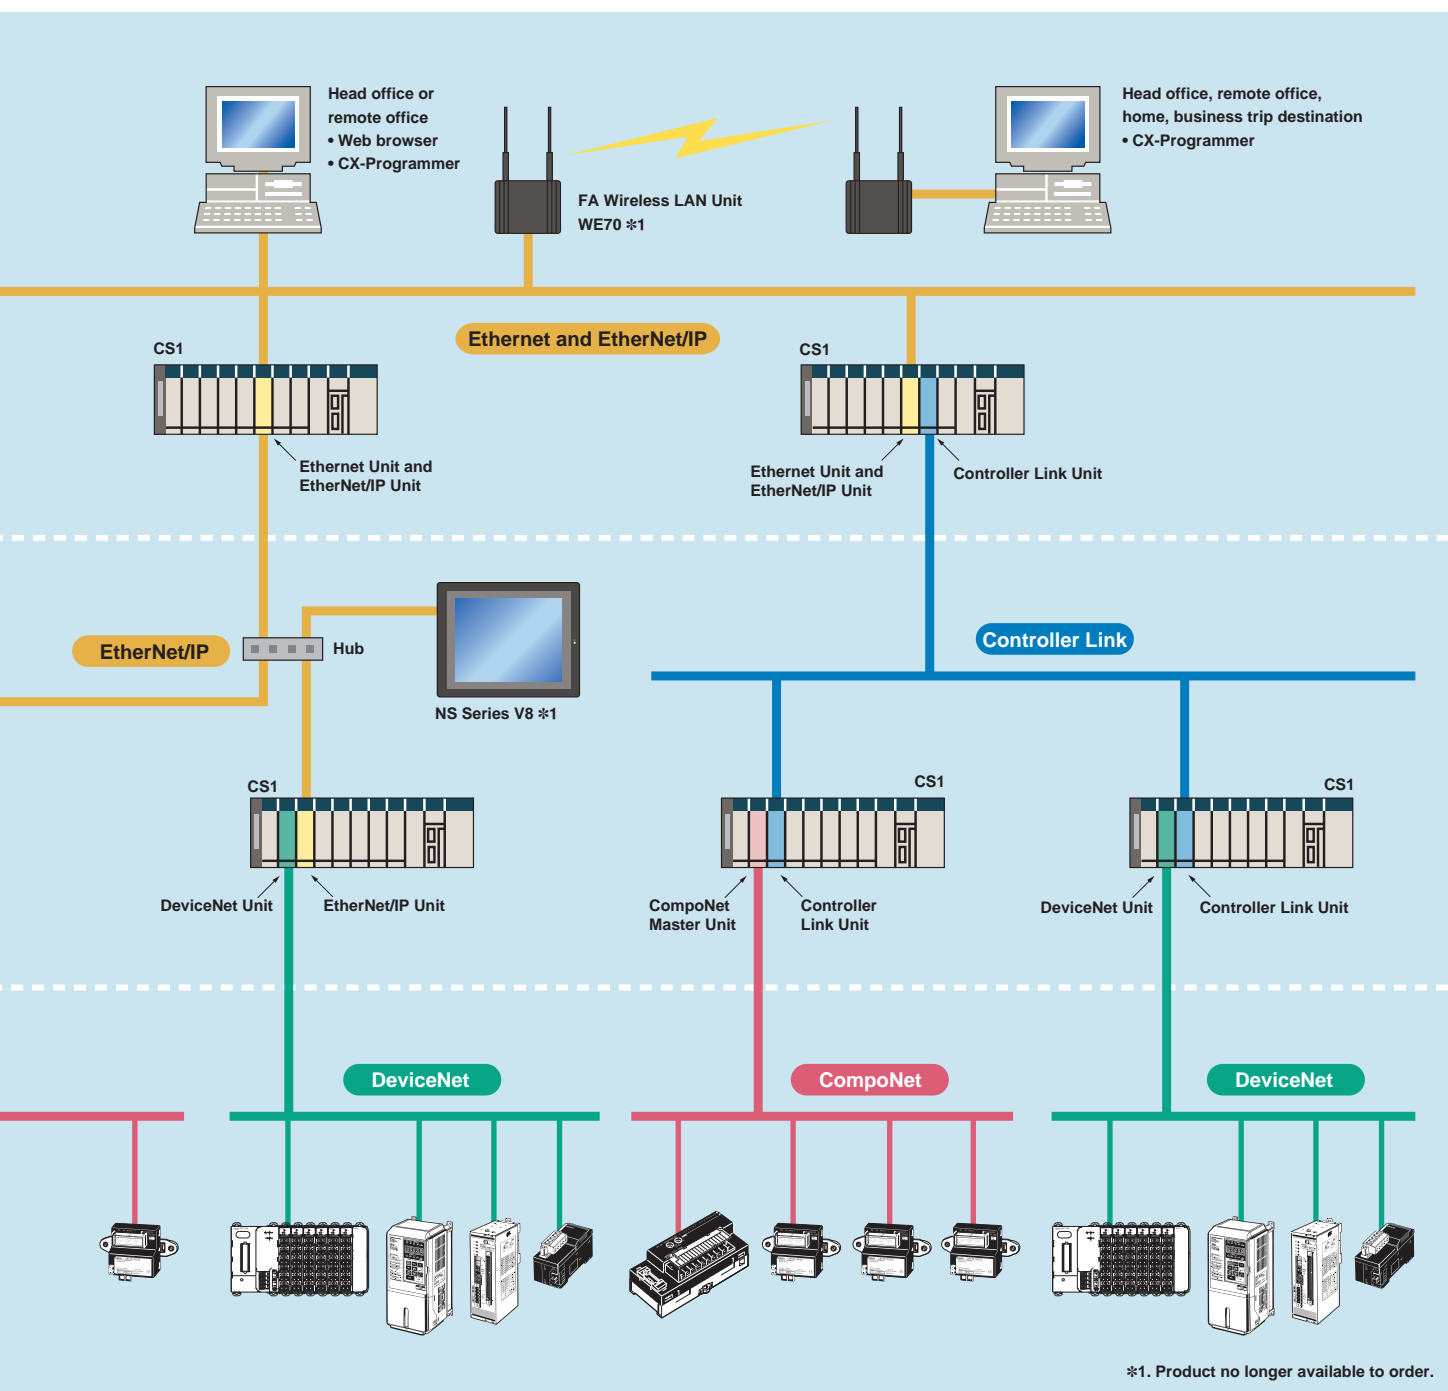 Head office or
remote office
• Web browser
• CX-Programmer
FA Wireless LAN Unit
WE70 ✽1
Head office, remote office,
home, business trip destination
• CX-Programmer
Ethernet and EtherNet/IP
CS1
CS1
Ethernet Unit and
EtherNet/IP Unit
Ethernet Unit and
EtherNet/IP Unit
Controller Link Unit
EtherNet/IP
Hub
NS Series V8 ✽1
Controller Link
CS1
CS1
CS1
DeviceNet Unit
EtherNet/IP Unit
CompoNet
Master Unit
Controller
Link Unit
DeviceNet Unit
Controller Link Unit
DeviceNet
CompoNet
DeviceNet
✽1. Product no longer available to order.